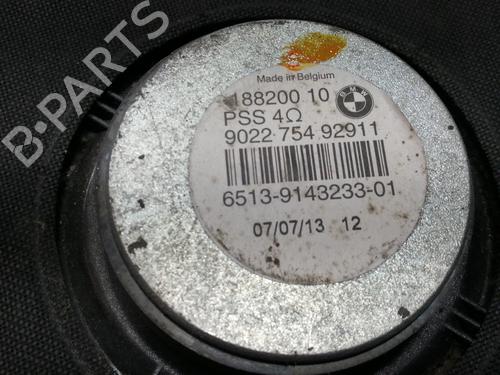 B-PARTS
Made in Belgium
188200 10
BMW
PSS 4Ω
9022 754 92911
6513-9143233-01
07/07/13 12